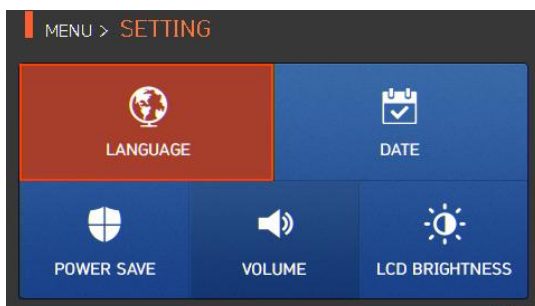 MENU > SETTING
LANGUAGE
DATE
POWER SAVE
VOLUME
LCD BRIGHTNESS